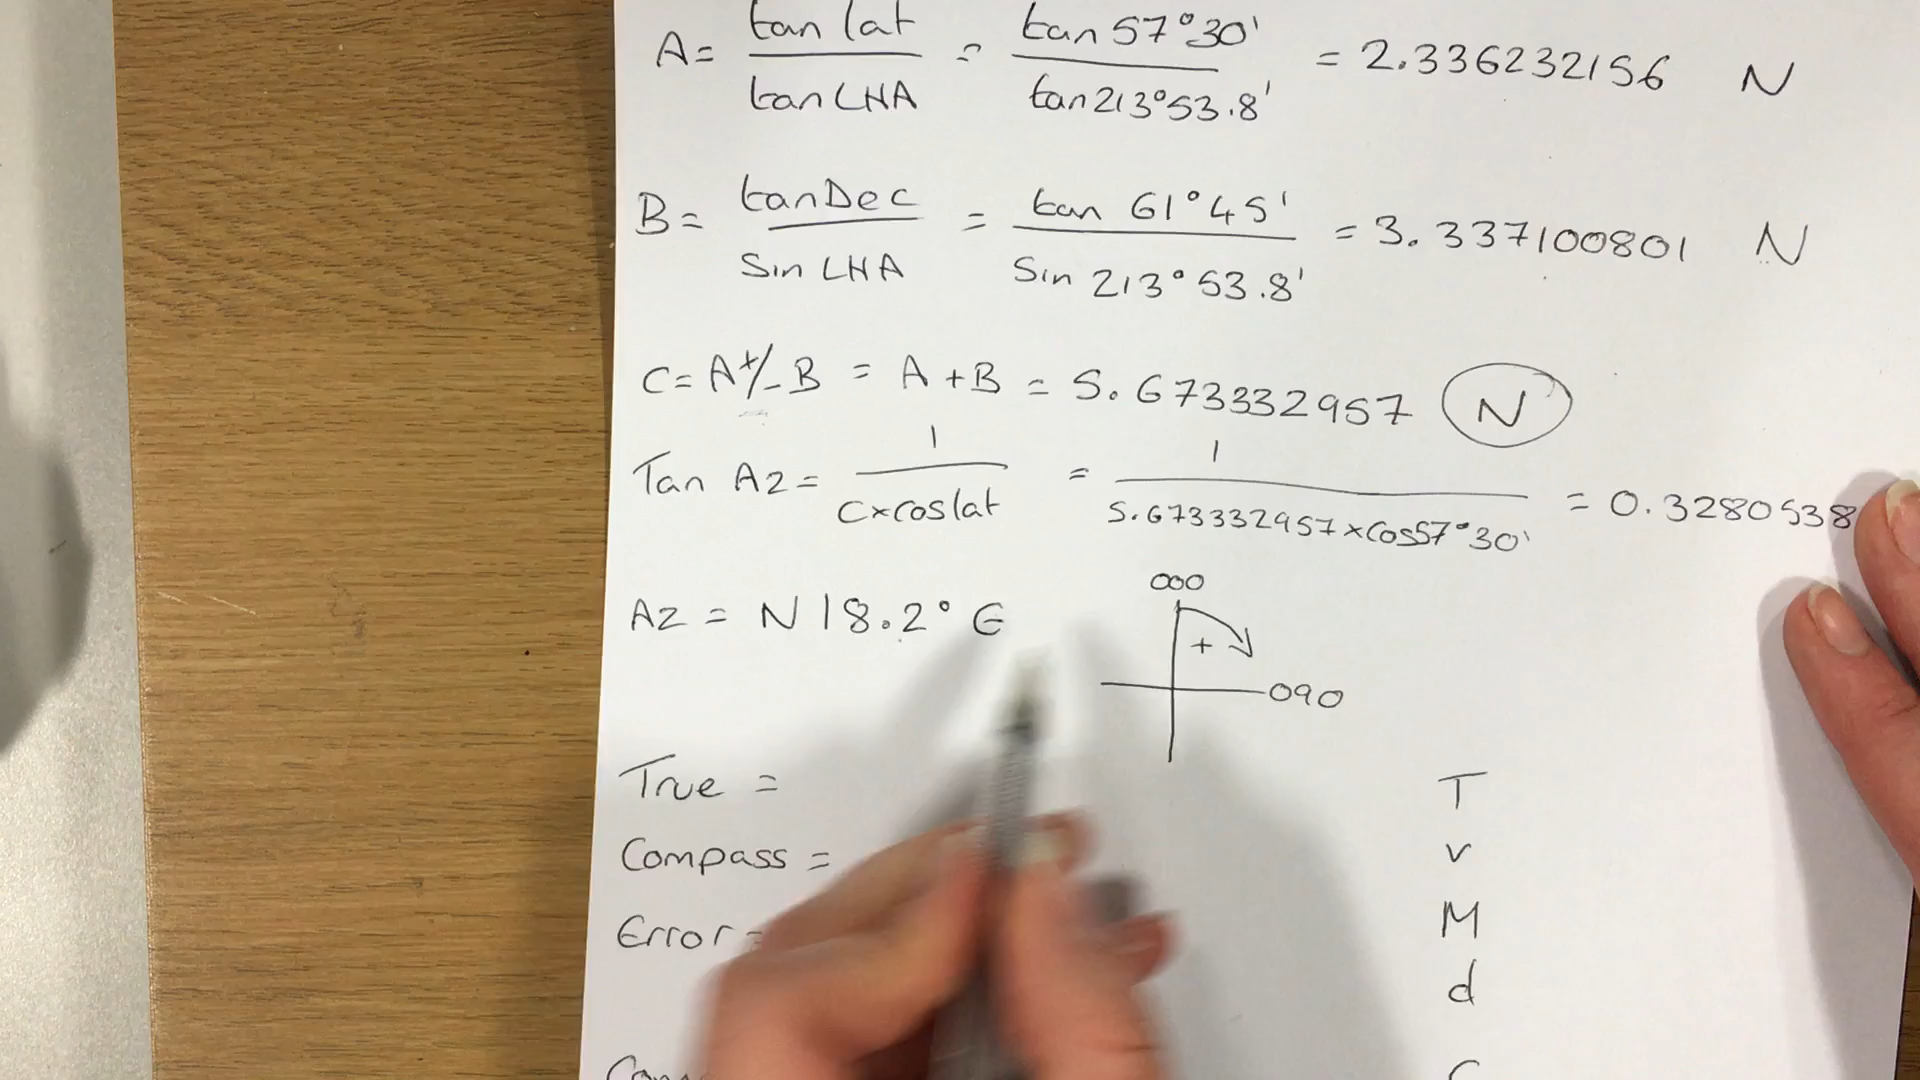 A = tan lat / tan LHA = tan 57°30' / tan 213°53.8' = 2.336232156 N
B = tan Dec / Sin LHA = tan 61°45' / Sin 213°53.8' = 3.337100801 N
C = A +/- B = A + B = 5.673332957 N
Tan Az = 1 / C×cos lat = 1 / 5.673332957×Cos57°30' = 0.3280538
Az = N 18.2° E
000
+
090
True =
Compass =
Error =
T
v
M
d